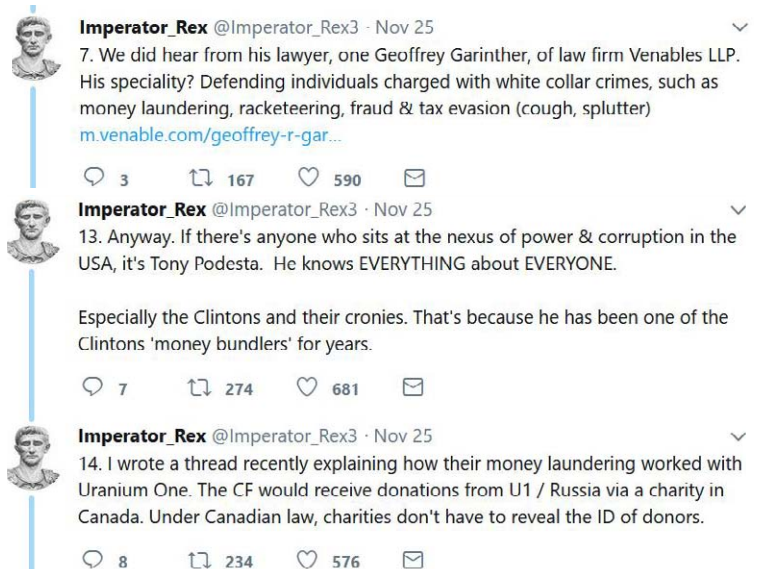 Imperator_Rex @Imperator_Rex3 · Nov 25
7. We did hear from his lawyer, one Geoffrey Garinther, of law firm Venables LLP.
His speciality? Defending individuals charged with white collar crimes, such as
money laundering, racketeering, fraud & tax evasion (cough, splutter)
m.venable.com/geoffrey-r-gar...
3 167 590
Imperator_Rex @Imperator_Rex3 · Nov 25
13. Anyway. If there's anyone who sits at the nexus of power & corruption in the
USA, it's Tony Podesta. He knows EVERYTHING about EVERYONE.
Especially the Clintons and their cronies. That's because he has been one of the
Clintons 'money bundlers' for years.
7 274 681
Imperator_Rex @Imperator_Rex3 · Nov 25
14. I wrote a thread recently explaining how their money laundering worked with
Uranium One. The CF would receive donations from U1 / Russia via a charity in
Canada. Under Canadian law, charities don't have to reveal the ID of donors.
8 234 576